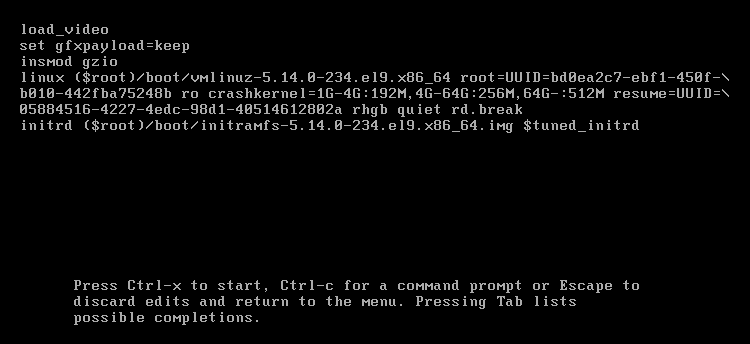 load_video
set gfxpayload=keep
insmod gzio
linux ($root)/boot/vmlinuz-5.14.0-234.el9.x86_64 root=UUID=bd0ea2c7-ebf1-450f-\
b010-442fba75248b ro crashkernel=1G-4G:192M,4G-64G:256M,64G-:512M resume=UUID=\
05884516-4227-4edc-98d1-40514612802a rhgb quiet rd.break
initrd ($root)/boot/initramfs-5.14.0-234.el9.x86_64.img $tuned_initrd
Press Ctrl-x to start, Ctrl-c for a command prompt or Escape to
discard edits and return to the menu. Pressing Tab lists
possible completions.